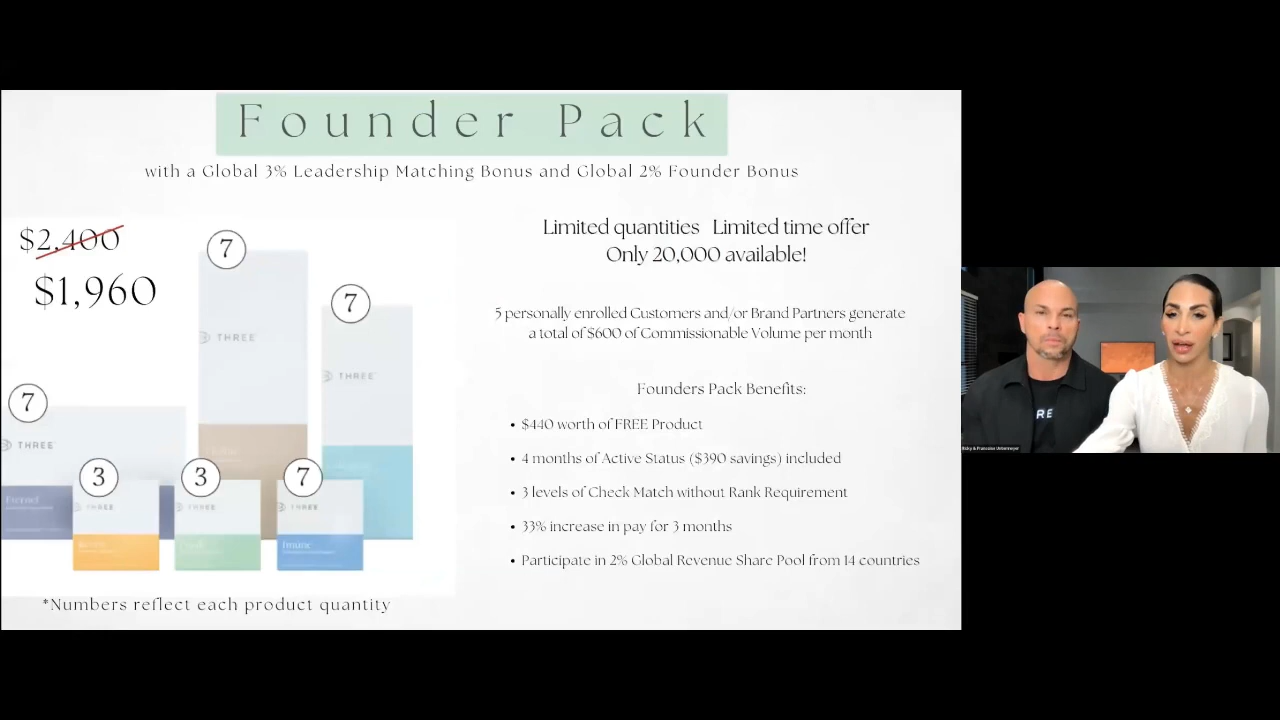 Founder Pack
with a Global 3% Leadership Matching Bonus and Global 2% Founder Bonus
$2,400
$1,960
7
7
7
3
3
7
THREE
THREE
THREE
THREE
THREE
THREE
*Numbers reflect each product quantity
Limited quantities Limited time offer
Only 20,000 available!
5 personally enrolled Customers and/or Brand Partners generate
a total of $600 of Commissionable Volume per month
Founders Pack Benefits:
• $440 worth of FREE Product
• 4 months of Active Status ($390 savings) included
• 3 levels of Check Match without Rank Requirement
• 33% increase in pay for 3 months
• Participate in 2% Global Revenue Share Pool from 14 countries
RE